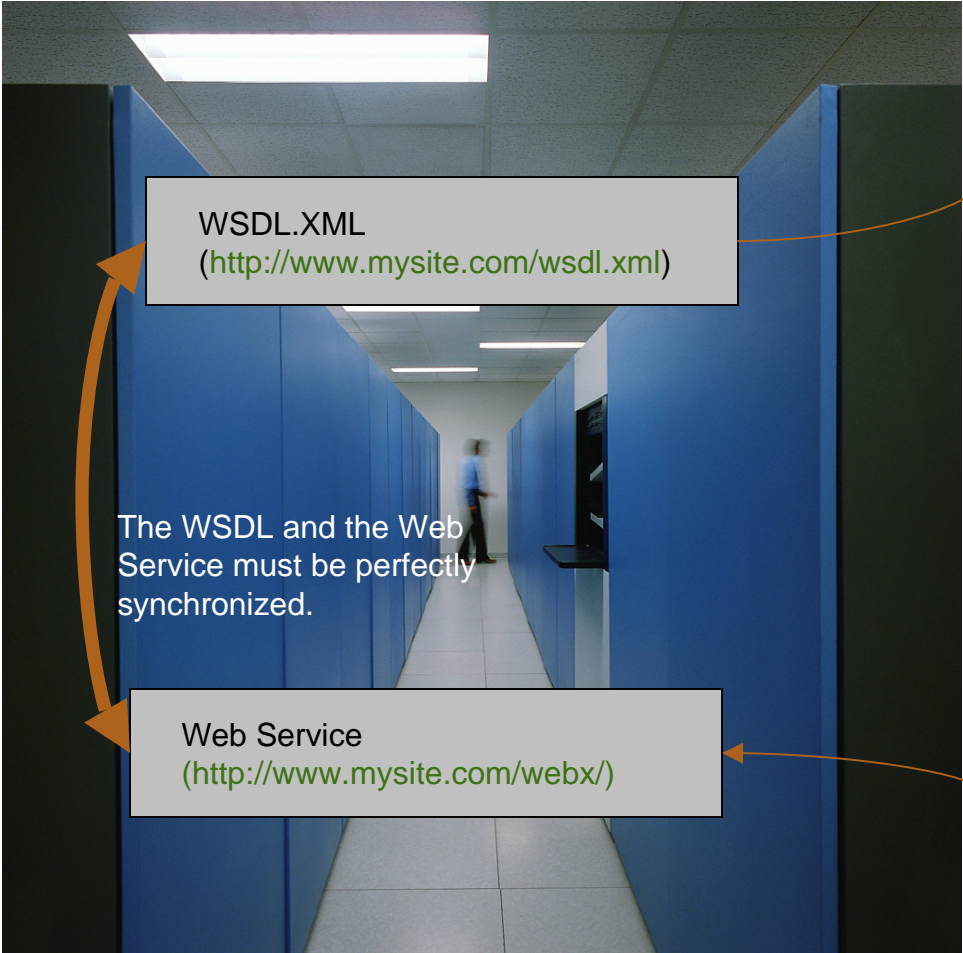 WSDL.XML
(http://www.mysite.com/wsdl.xml)
The WSDL and the Web
Service must be perfectly
synchronized.
Web Service
(http://www.mysite.com/webx/)